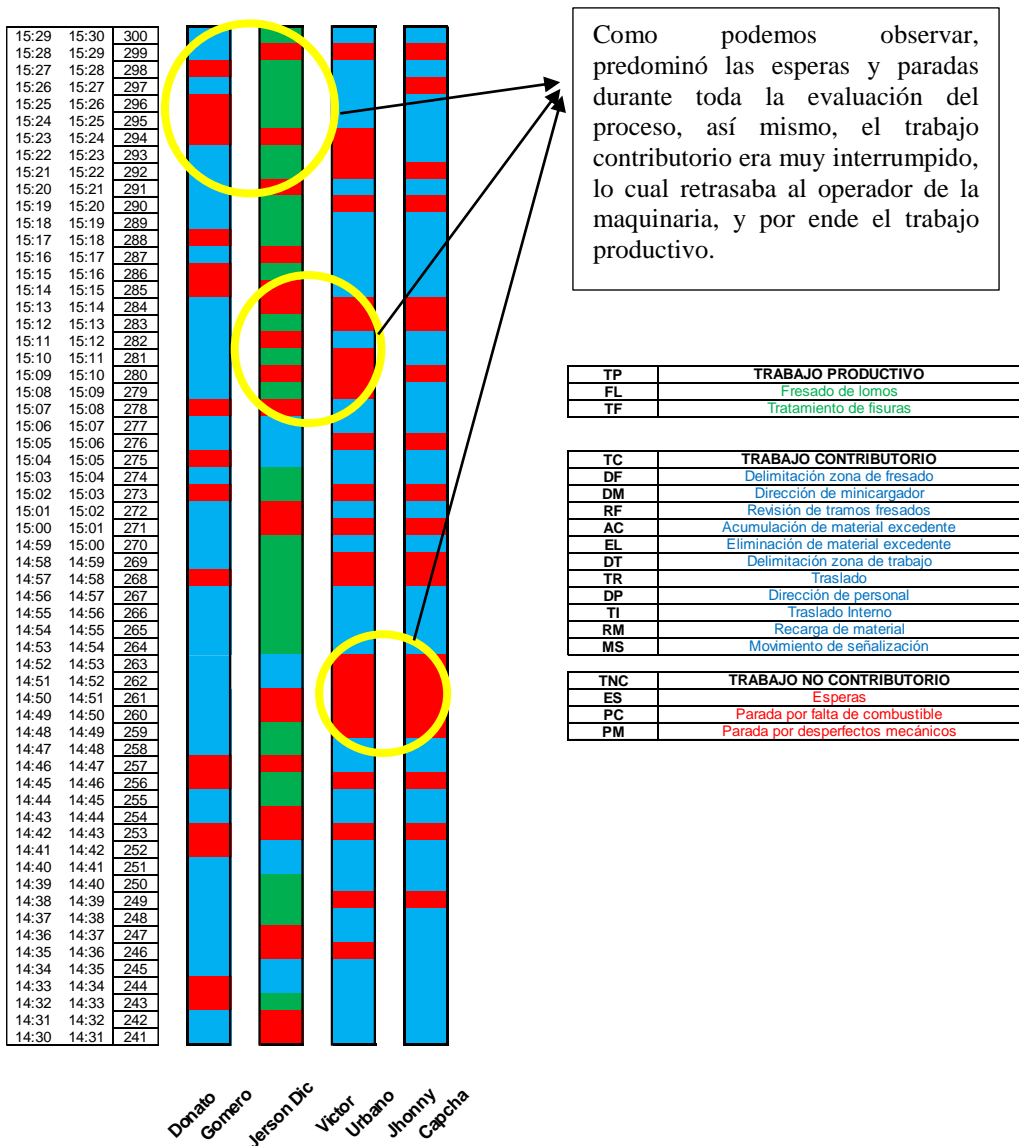 15:29 15:30 300
15:28 15:29 299
15:27 15:28 298
15:26 15:27 297
15:25 15:26 296
15:24 15:25 295
15:23 15:24 294
15:22 15:23 293
15:21 15:22 292
15:20 15:21 291
15:19 15:20 290
15:18 15:19 289
15:17 15:18 288
15:16 15:17 287
15:15 15:16 286
15:14 15:15 285
15:13 15:14 284
15:12 15:13 283
15:11 15:12 282
15:10 15:11 281
15:09 15:10 280
15:08 15:09 279
15:07 15:08 278
15:06 15:07 277
15:05 15:06 276
15:04 15:05 275
15:03 15:04 274
15:02 15:03 273
15:01 15:02 272
15:00 15:01 271
14:59 15:00 270
14:58 14:59 269
14:57 14:58 268
14:56 14:57 267
14:55 14:56 266
14:54 14:55 265
14:53 14:54 264
14:52 14:53 263
14:51 14:52 262
14:50 14:51 261
14:49 14:50 260
14:48 14:49 259
14:47 14:48 258
14:46 14:47 257
14:45 14:46 256
14:44 14:45 255
14:43 14:44 254
14:42 14:43 253
14:41 14:42 252
14:40 14:41 251
14:39 14:40 250
14:38 14:39 249
14:37 14:38 248
14:36 14:37 247
14:35 14:36 246
14:34 14:35 245
14:33 14:34 244
14:32 14:33 243
14:31 14:32 242
14:30 14:31 241
Donato
Gomero
Jerson Dic
Victor
Urbano
Jhonny
Capcha
Como podemos observar,
predominó las esperas y paradas
durante toda la evaluación del
proceso, así mismo, el trabajo
contributorio era muy interrumpido,
lo cual retrasaba al operador de la
maquinaria, y por ende el trabajo
productivo.
TP TRABAJO PRODUCTIVO
FL Fresado de lomos
TF Tratamiento de fisuras
TC TRABAJO CONTRIBUTORIO
DF Delimitación zona de fresado
DM Dirección de minicargador
RF Revisión de tramos fresados
AC Acumulación de material excedente
EL Eliminación de material excedente
DT Delimitación zona de trabajo
TR Traslado
DP Dirección de personal
TI Traslado Interno
RM Recarga de material
MS Movimiento de señalización
TNC TRABAJO NO CONTRIBUTORIO
ES Esperas
PC Parada por falta de combustible
PM Parada por desperfectos mecánicos